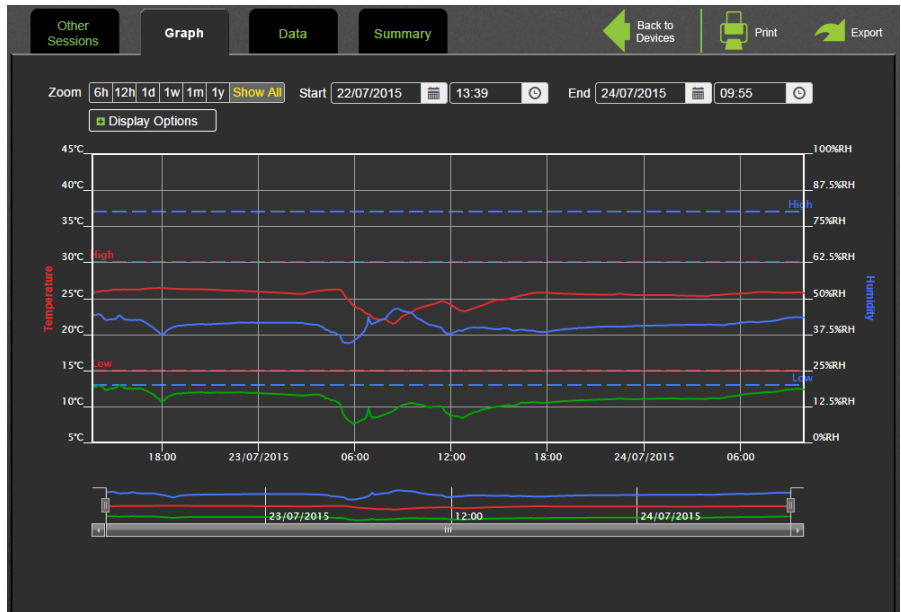 Other Sessions
Graph
Data
Summary
Back to Devices
Print
Export
Zoom 6h 12h 1d 1w 1m 1y Show All Start 22/07/2015 13:39 End 24/07/2015 09:55
Display Options
45°C 100%RH
40°C 87.5%RH
High
35°C 75%RH
High
30°C 62.5%RH
Temperature
Humidity
25°C 50%RH
20°C 37.5%RH
Low
15°C 25%RH
Low
10°C 12.5%RH
5°C 0%RH
18:00 23/07/2015 06:00 12:00 18:00 24/07/2015 06:00
23/07/2015 12:00 24/07/2015